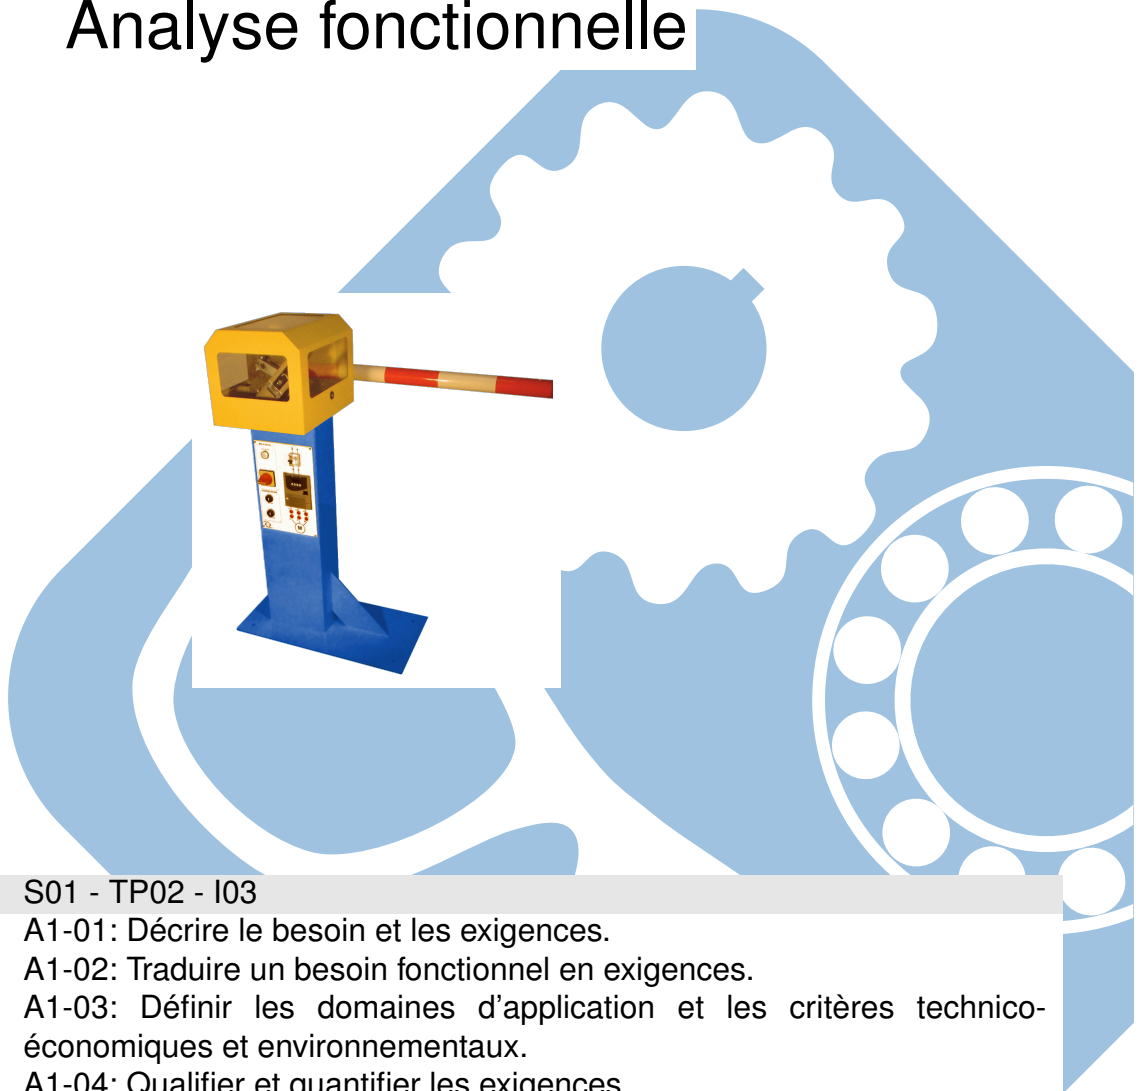 Analyse fonctionnelle
S01 - TP02 - I03
A1-01: Décrire le besoin et les exigences.
A1-02: Traduire un besoin fonctionnel en exigences.
A1-03: Définir les domaines d'application et les critères technico-
économiques et environnementaux.
A1-04: Qualifier et quantifier les exigences